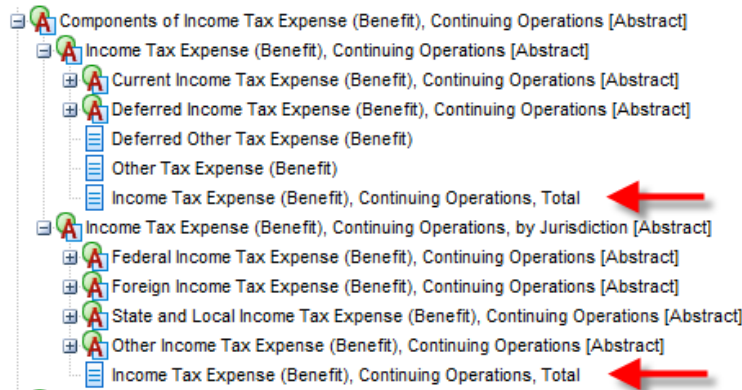 Components of Income Tax Expense (Benefit), Continuing Operations [Abstract]
Income Tax Expense (Benefit), Continuing Operations [Abstract]
Current Income Tax Expense (Benefit), Continuing Operations [Abstract]
Deferred Income Tax Expense (Benefit), Continuing Operations [Abstract]
Deferred Other Tax Expense (Benefit)
Other Tax Expense (Benefit)
Income Tax Expense (Benefit), Continuing Operations, Total
Income Tax Expense (Benefit), Continuing Operations, by Jurisdiction [Abstract]
Federal Income Tax Expense (Benefit), Continuing Operations [Abstract]
Foreign Income Tax Expense (Benefit), Continuing Operations [Abstract]
State and Local Income Tax Expense (Benefit), Continuing Operations [Abstract]
Other Income Tax Expense (Benefit), Continuing Operations [Abstract]
Income Tax Expense (Benefit), Continuing Operations, Total